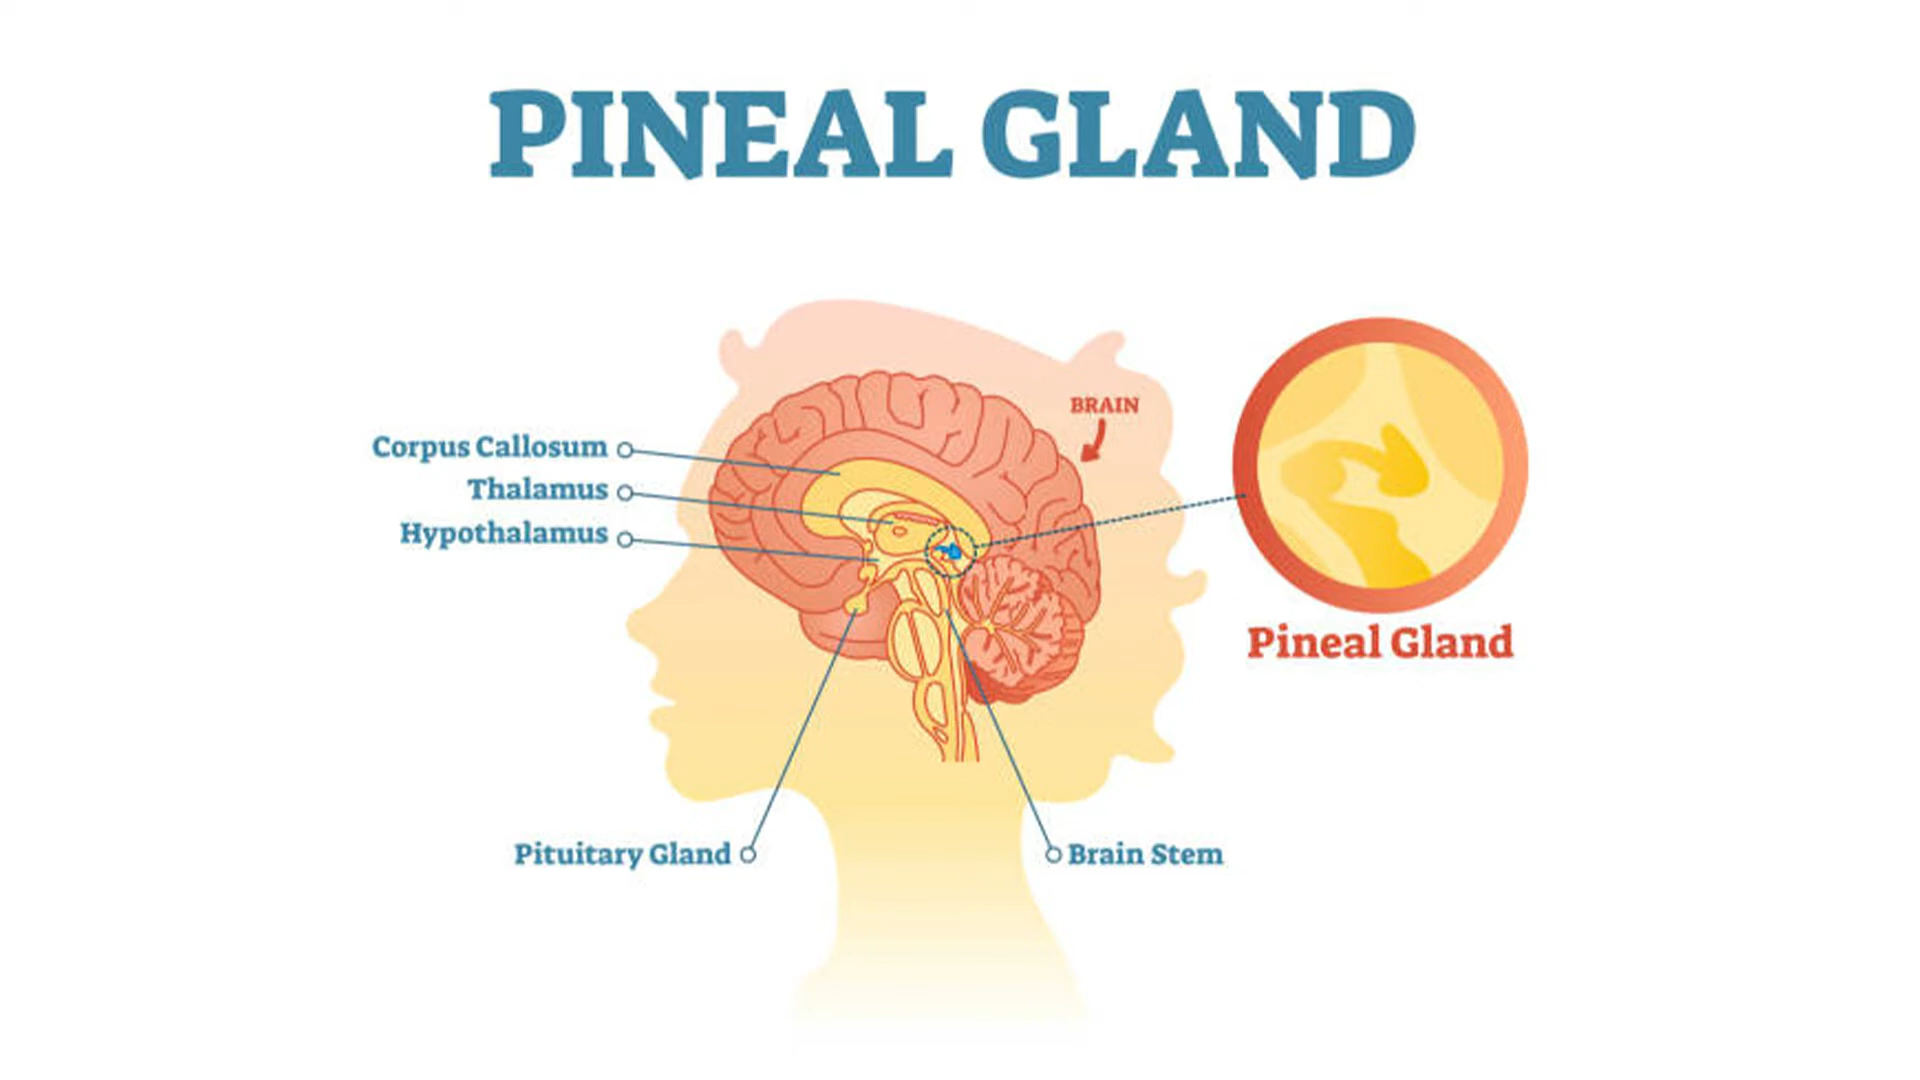 PINEAL GLAND
BRAIN
Corpus Callosum
Thalamus
Hypothalamus
Pineal Gland
Pituitary Gland
Brain Stem